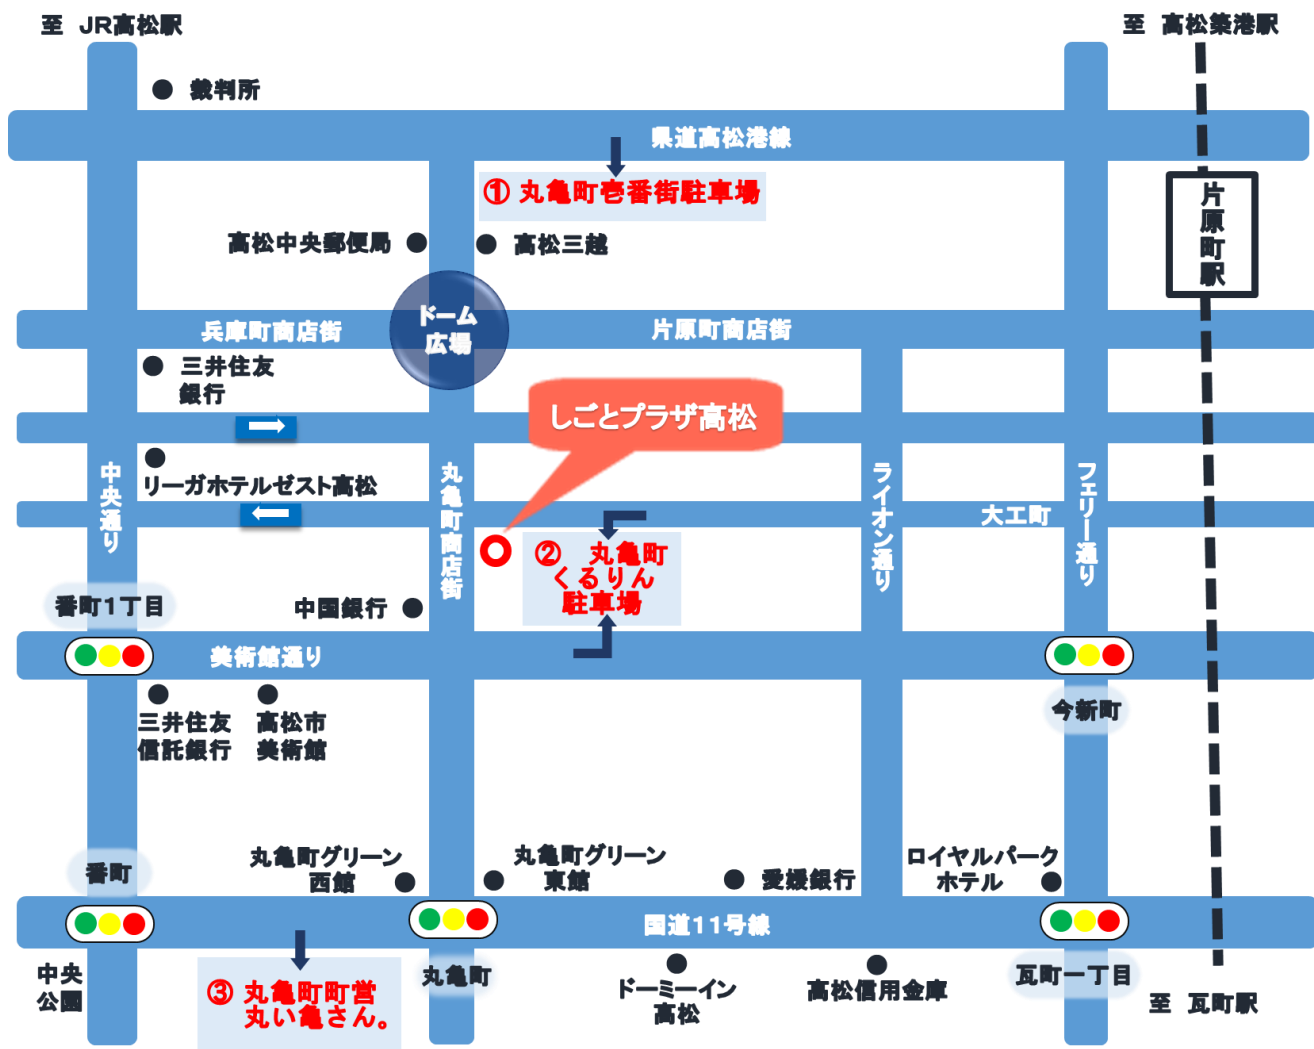 至 JR高松駅
至 高松築港駅
裁判所
県道高松港線
① 丸亀町壱番街駐車場
片原町駅
高松中央郵便局
高松三越
ドーム
広場
兵庫町商店街
片原町商店街
三井住友
銀行
しごとプラザ高松
リーガホテルゼスト高松
中央通り
丸亀町商店街
ライオン通り
フェリー通り
大工町
② 丸亀町
くるりん
駐車場
番町1丁目
中国銀行
美術館通り
三井住友
信託銀行
高松市
美術館
今新町
番町
丸亀町グリーン
西館
丸亀町グリーン
東館
愛媛銀行
ロイヤルパーク
ホテル
国道11号線
中央
公園
③ 丸亀町町営
丸い亀さん。
丸亀町
ドーミーイン
高松
高松信用金庫
瓦町一丁目
至 瓦町駅